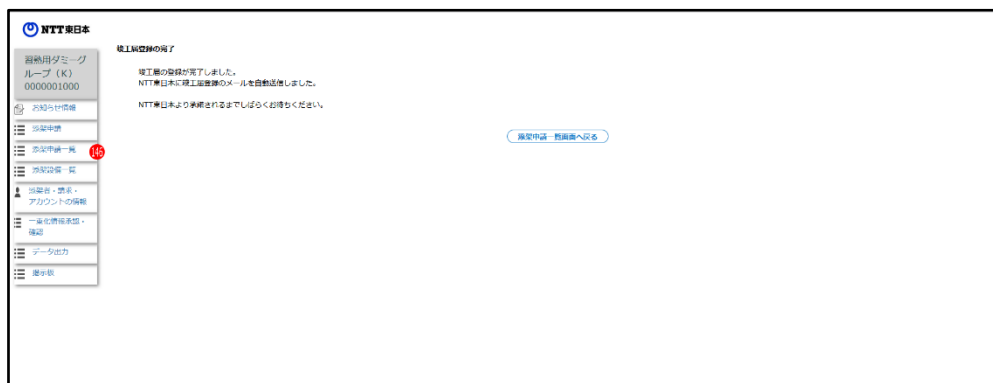 NTT東日本
習熟用ダミーグ
ループ（K）
0000001000
お知らせ情報
添架申請
添架申請一覧
146
添架設備一覧
添架者・請求・
アカウントの情報
一束化情報承認・
確認
データ出力
掲示板
竣工届登録の完了
竣工届の登録が完了しました。
NTT東日本に竣工届登録のメールを自動送信しました。
NTT東日本より承認されるまでしばらくお待ちください。
添架申請一覧画面へ戻る